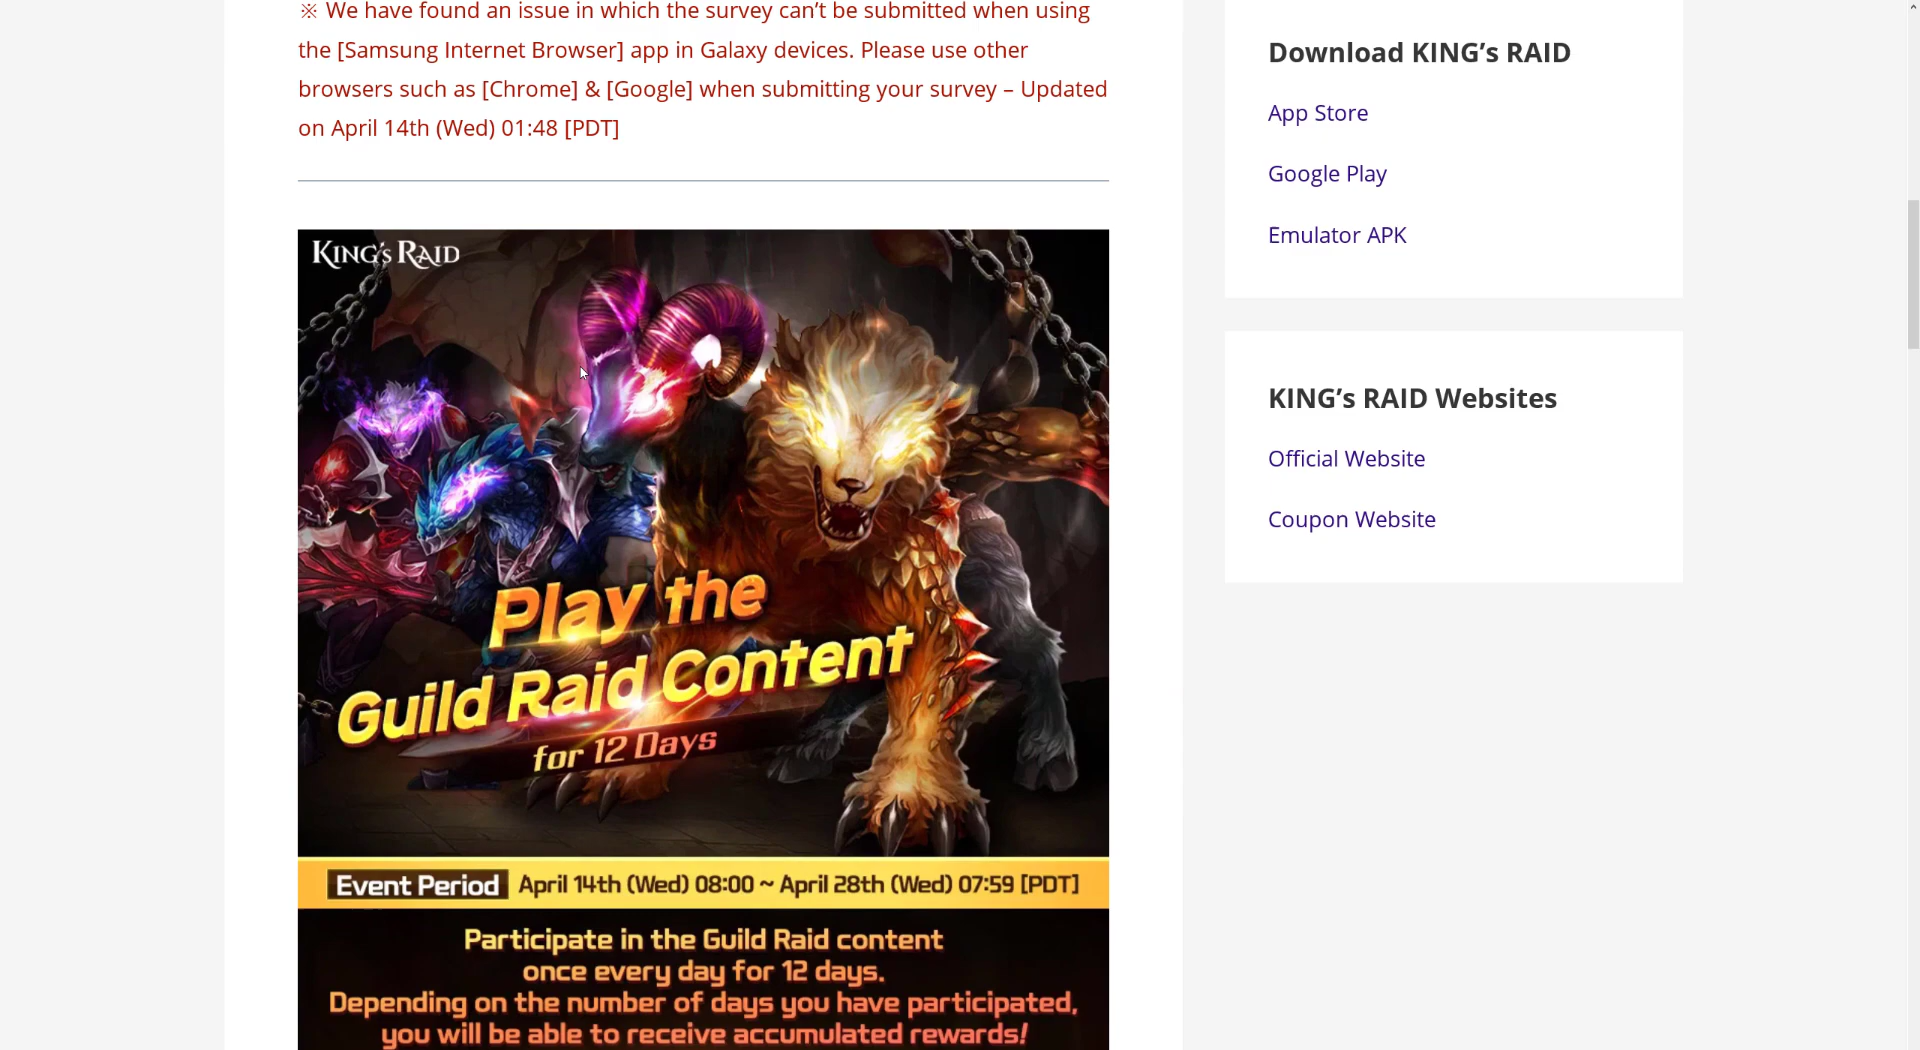 ※ We have found an issue in which the survey can’t be submitted when using
the [Samsung Internet Browser] app in Galaxy devices. Please use other
browsers such as [Chrome] & [Google] when submitting your survey – Updated
on April 14th (Wed) 01:48 [PDT]
KING's RAID
Play the
Guild Raid Content
for 12 Days
Event Period April 14th (Wed) 08:00 ~ April 28th (Wed) 07:59 [PDT]
Participate in the Guild Raid content
once every day for 12 days.
Depending on the number of days you have participated,
you will be able to receive accumulated rewards!
Download KING’s RAID
App Store
Google Play
Emulator APK
KING’s RAID Websites
Official Website
Coupon Website